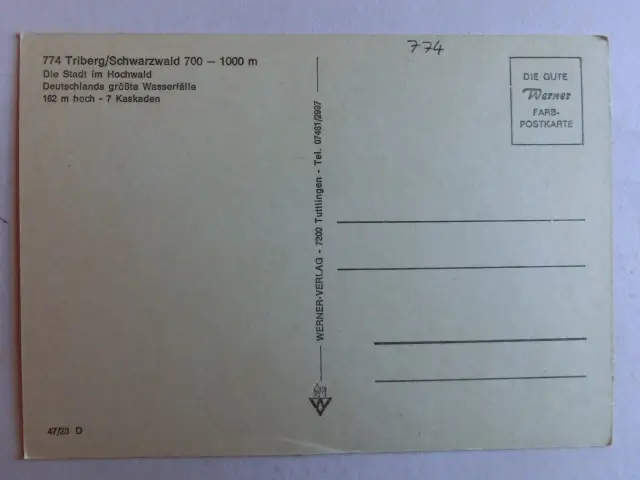 774 Triberg/Schwarzwald 700 – 1000 m
Die Stadt im Hochwald
Deutschlands größte Wasserfälle
162 m hoch - 7 Kaskaden
47/23 D
WERNER-VERLAG - 7200 Tuttlingen - Tel. 07461/2997
774
DIE GUTE
Werner
FARB-
POSTKARTE